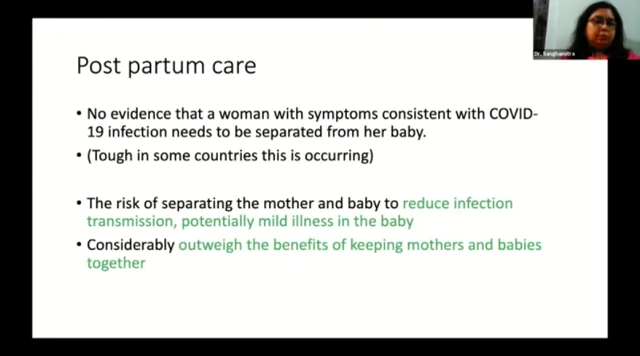 Dr. Sanghamitra
Post partum care
• No evidence that a woman with symptoms consistent with COVID-
19 infection needs to be separated from her baby.
• (Tough in some countries this is occurring)
• The risk of separating the mother and baby to reduce infection
transmission, potentially mild illness in the baby
• Considerably outweigh the benefits of keeping mothers and babies
together